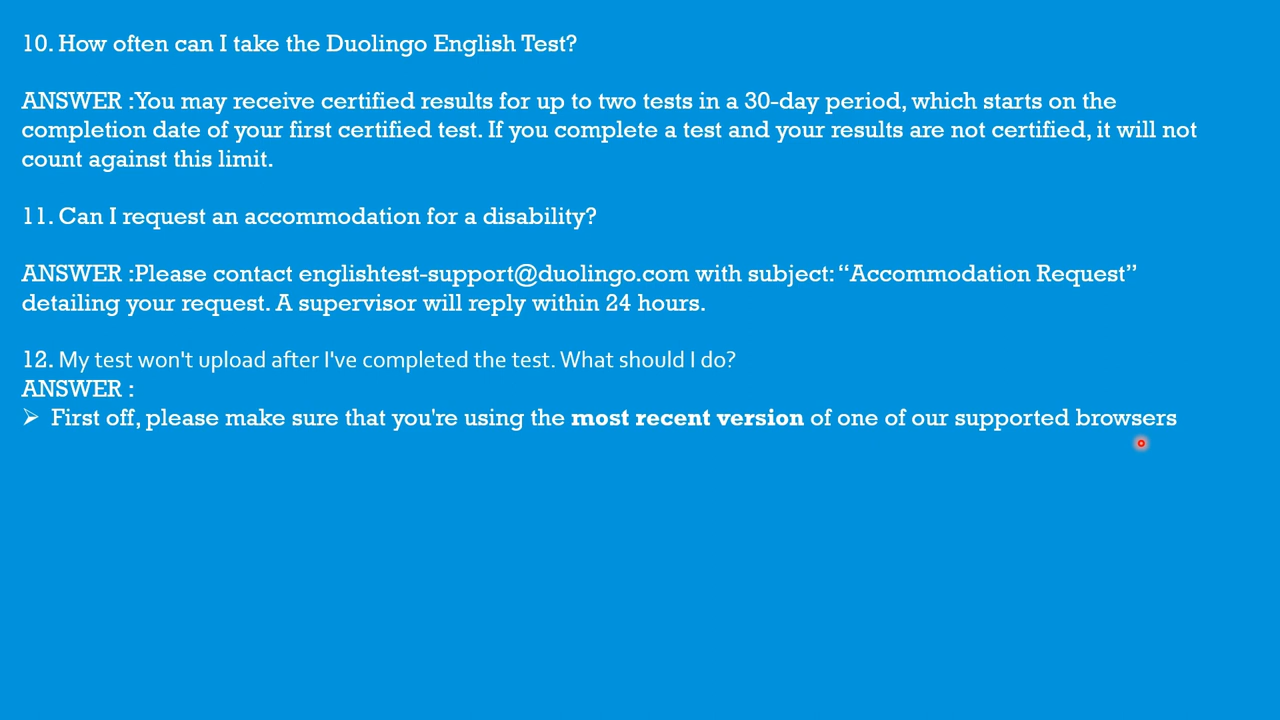 10. How often can I take the Duolingo English Test?
ANSWER :You may receive certified results for up to two tests in a 30-day period, which starts on the
completion date of your first certified test. If you complete a test and your results are not certified, it will not
count against this limit.
11. Can I request an accommodation for a disability?
ANSWER :Please contact englishtest-support@duolingo.com with subject: “Accommodation Request”
detailing your request. A supervisor will reply within 24 hours.
12. My test won't upload after I've completed the test. What should I do?
ANSWER :
➢ First off, please make sure that you're using the most recent version of one of our supported browsers